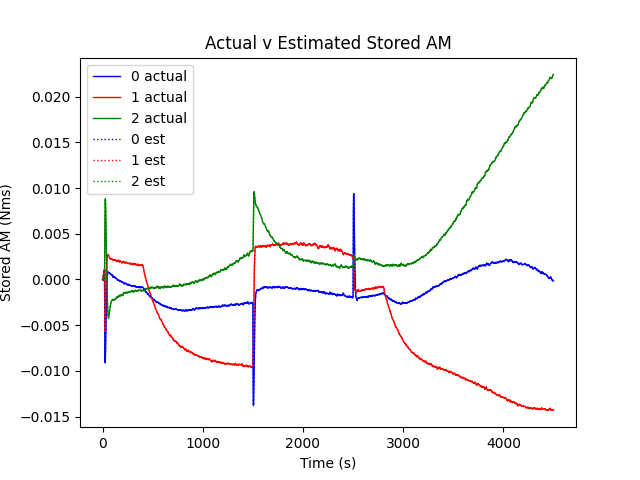 Actual v Estimated Stored AM
0 actual
1 actual
2 actual
0 est
1 est
2 est
Stored AM (Nms)
0.020
0.015
0.010
0.005
0.000
−0.005
−0.010
−0.015
0
1000
2000
3000
4000
Time (s)